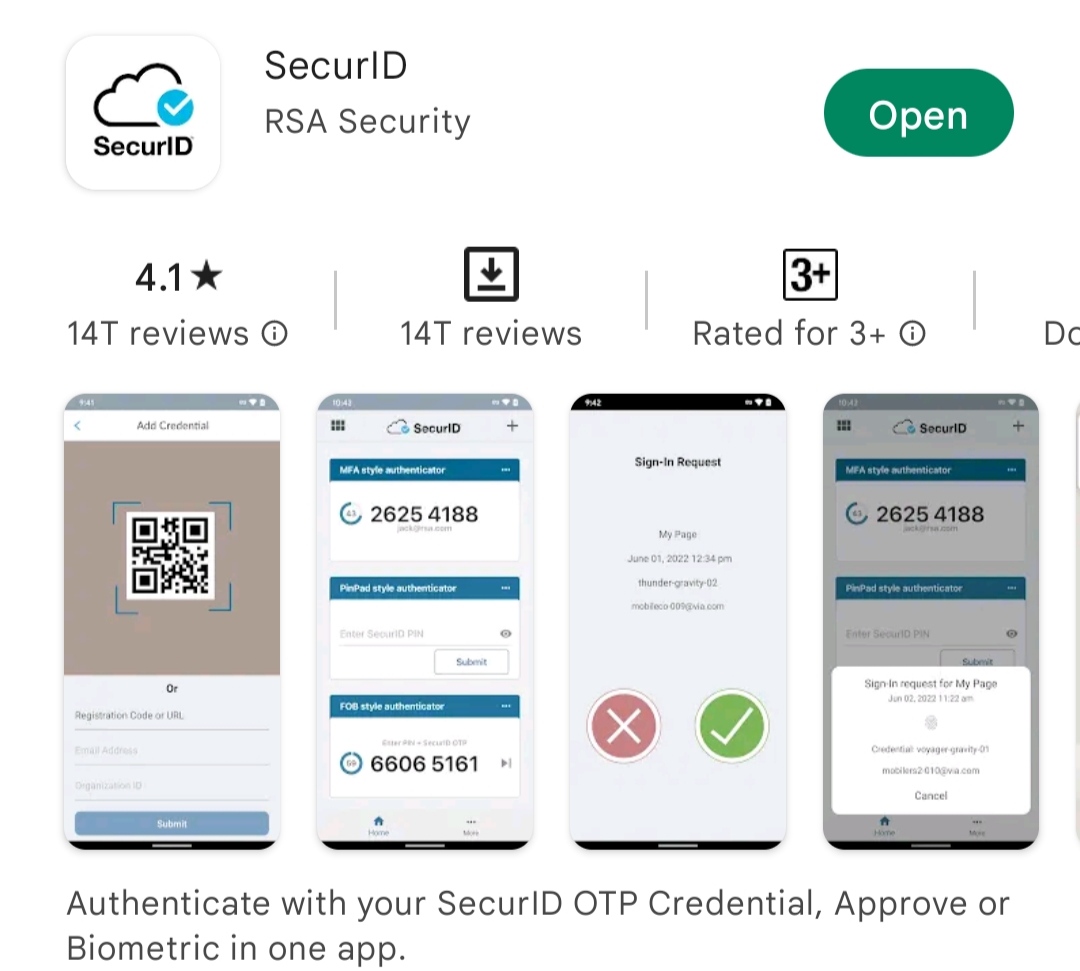 SecurID
SecurID
RSA Security
Open
4.1★
14T reviews
14T reviews
3+
Rated for 3+
Do
9:41
Add Credential
Or
Registration Code or URL
Email Address
Organization ID
Submit
10:42
SecurID
MFA style authenticator
43
2625 4188
jack@rsa.com
PinPad style authenticator
Enter SecurID PIN
Submit
FOB style authenticator
Enter PIN + SecurID OTP
6606 5161
Home
More
9:42
Sign-In Request
My Page
June 01, 2022 12:34 pm
thunder-gravity-02
mobileco 009@via.com
10:42
SecurID
MFA style authenticator
43
2625 4188
PinPad style authenticator
Enter SecurID PIN
Submit
Sign-In request for My Page
Jun 02, 2022 11:22 am
Credential: voyager-gravity-01
mobilers2 010@via.com
Cancel
Home
More
Authenticate with your SecurID OTP Credential, Approve or
Biometric in one app.